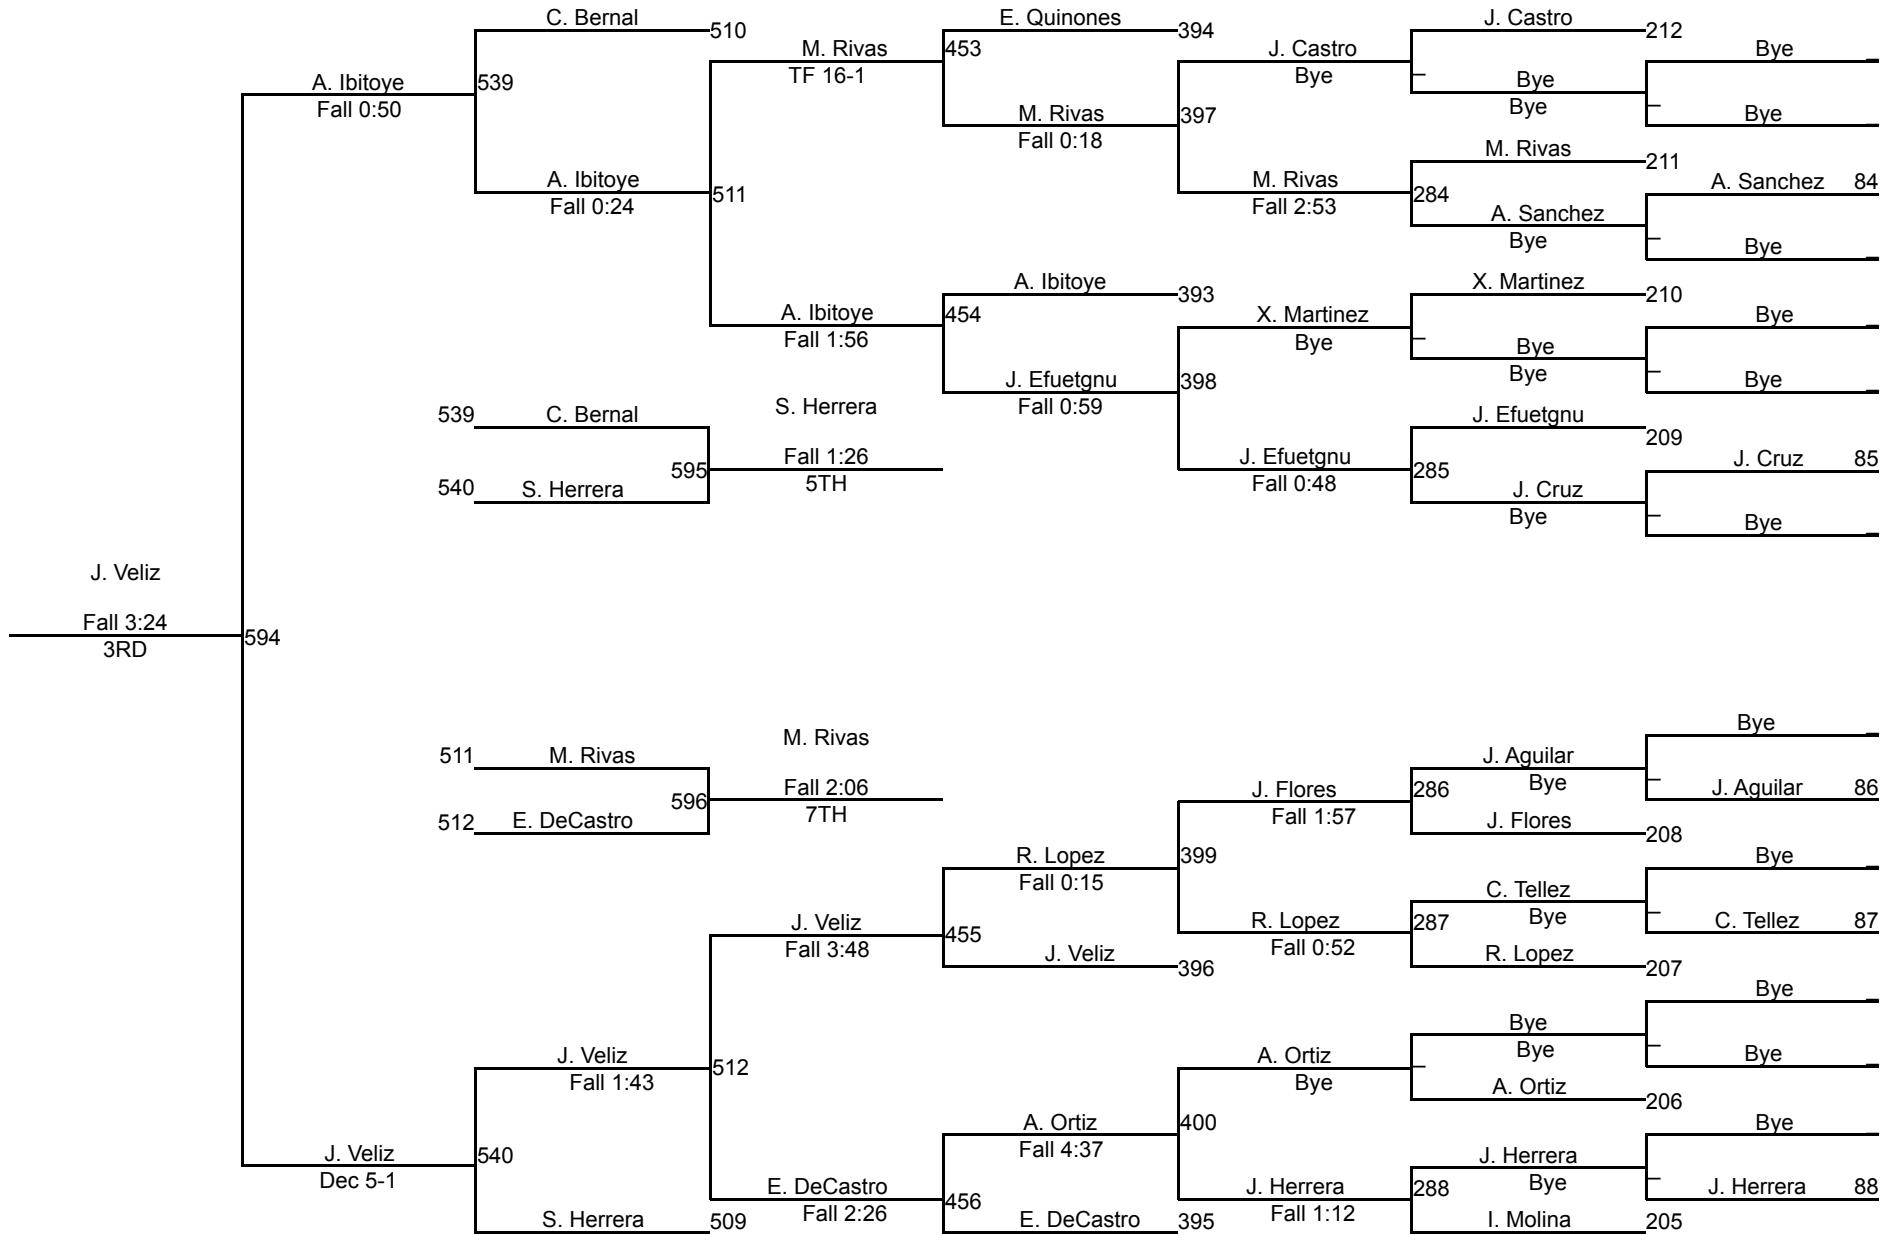 C. Bernal
510
E. Quinones
394
J. Castro
212
A. Ibitoye
Fall 0:50
539
M. Rivas
TF 16-1
453
J. Castro
Bye
Bye
Bye
Bye
Bye
M. Rivas
Fall 0:18
397
M. Rivas
211
A. Ibitoye
Fall 0:24
511
M. Rivas
Fall 2:53
284
A. Sanchez 84
A. Sanchez
Bye
Bye
A. Ibitoye
393
X. Martinez
210
A. Ibitoye
Fall 1:56
454
X. Martinez
Bye
Bye
Bye
Bye
Bye
J. Efuetgnu
Fall 0:59
398
539 C. Bernal
S. Herrera
J. Efuetgnu
209
595
Fall 1:26
5TH
J. Efuetgnu
Fall 0:48
285
J. Cruz 85
540 S. Herrera
J. Cruz
Bye
Bye
J. Veliz
Fall 3:24
3RD
594
511 M. Rivas
M. Rivas
J. Aguilar
Bye
Bye
596
Fall 2:06
7TH
J. Flores
Fall 1:57
286
J. Aguilar 86
512 E. DeCastro
J. Flores
208
R. Lopez
Fall 0:15
399
Bye
J. Veliz
Fall 3:48
455
R. Lopez
Fall 0:52
287
C. Tellez
Bye
C. Tellez 87
J. Veliz
396
R. Lopez
207
J. Veliz
Fall 1:43
512
A. Ortiz
Bye
Bye
Bye
Bye
Bye
A. Ortiz
206
J. Veliz
Dec 5-1
540
A. Ortiz
Fall 4:37
400
Bye
J. Herrera
Bye
E. DeCastro
Fall 2:26
456
J. Herrera
Fall 1:12
288
J. Herrera 88
S. Herrera
509
E. DeCastro
395
I. Molina
205